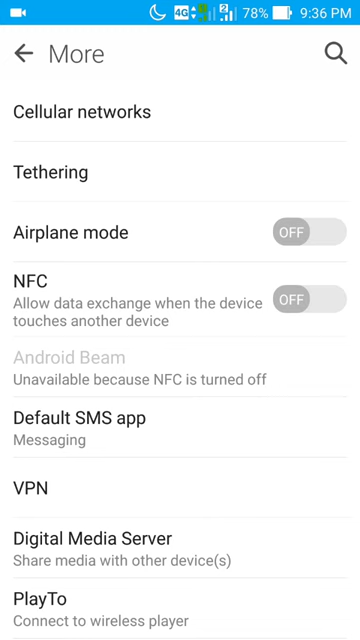 4G 1 2 78% 9:36 PM
More
Cellular networks
Tethering
Airplane mode OFF
NFC
Allow data exchange when the device
touches another device
OFF
Android Beam
Unavailable because NFC is turned off
Default SMS app
Messaging
VPN
Digital Media Server
Share media with other device(s)
PlayTo
Connect to wireless player